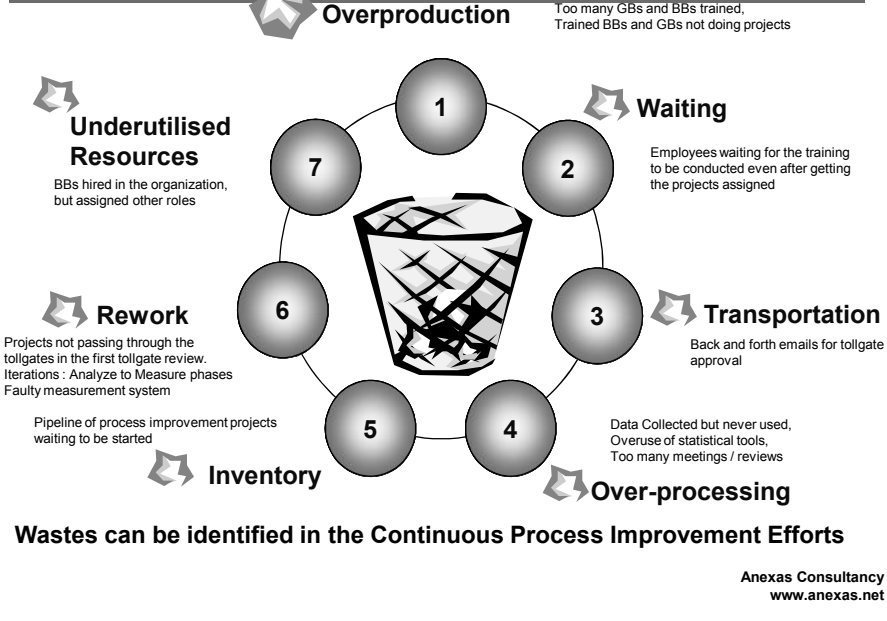 Overproduction
Too many GBs and BBs trained,
Trained BBs and GBs not doing projects
1
Waiting
2
Employees waiting for the training
to be conducted even after getting
the projects assigned
3
Transportation
Back and forth emails for tollgate
approval
4
Data Collected but never used,
Overuse of statistical tools,
Too many meetings / reviews
Over-processing
5
Pipeline of process improvement projects
waiting to be started
Inventory
6
Rework
Projects not passing through the
tollgates in the first tollgate review.
Iterations : Analyze to Measure phases
Faulty measurement system
7
Underutilised
Resources
BBs hired in the organization,
but assigned other roles
Wastes can be identified in the Continuous Process Improvement Efforts
Anexas Consultancy
www.anexas.net